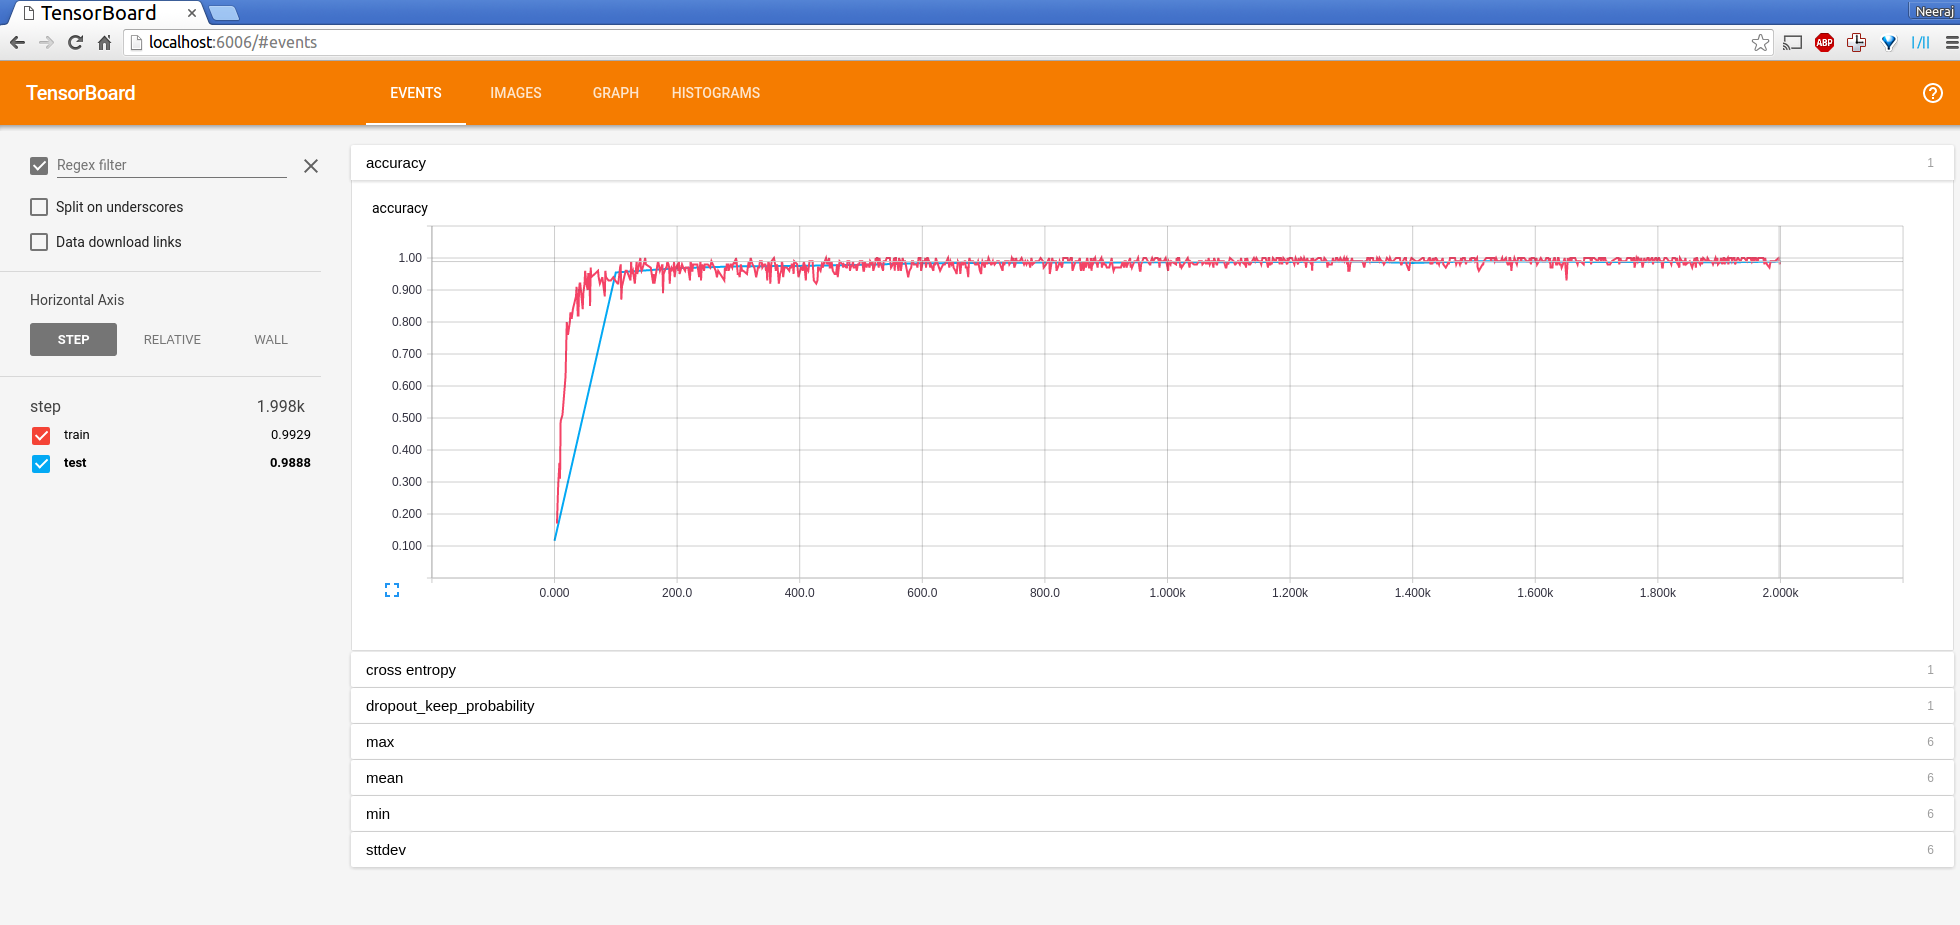 TensorBoard
Neeraj
localhost:6006/#events
ABP
TensorBoard
EVENTS
IMAGES
GRAPH
HISTOGRAMS
Regex filter
Split on underscores
Data download links
Horizontal Axis
STEP
RELATIVE
WALL
step 1.998k
train 0.9929
test 0.9888
accuracy 1
accuracy
1.00
0.900
0.800
0.700
0.600
0.500
0.400
0.300
0.200
0.100
0.000 200.0 400.0 600.0 800.0 1.000k 1.200k 1.400k 1.600k 1.800k 2.000k
cross entropy 1
dropout_keep_probability 1
max 6
mean 6
min 6
sttdev 6